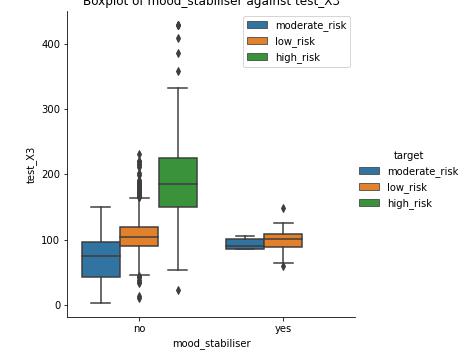 Boxplot of mood_stabiliser against test_X3
moderate_risk
low_risk
high_risk
400
300
200
100
0
test_X3
no
yes
mood_stabiliser
target
moderate_risk
low_risk
high_risk